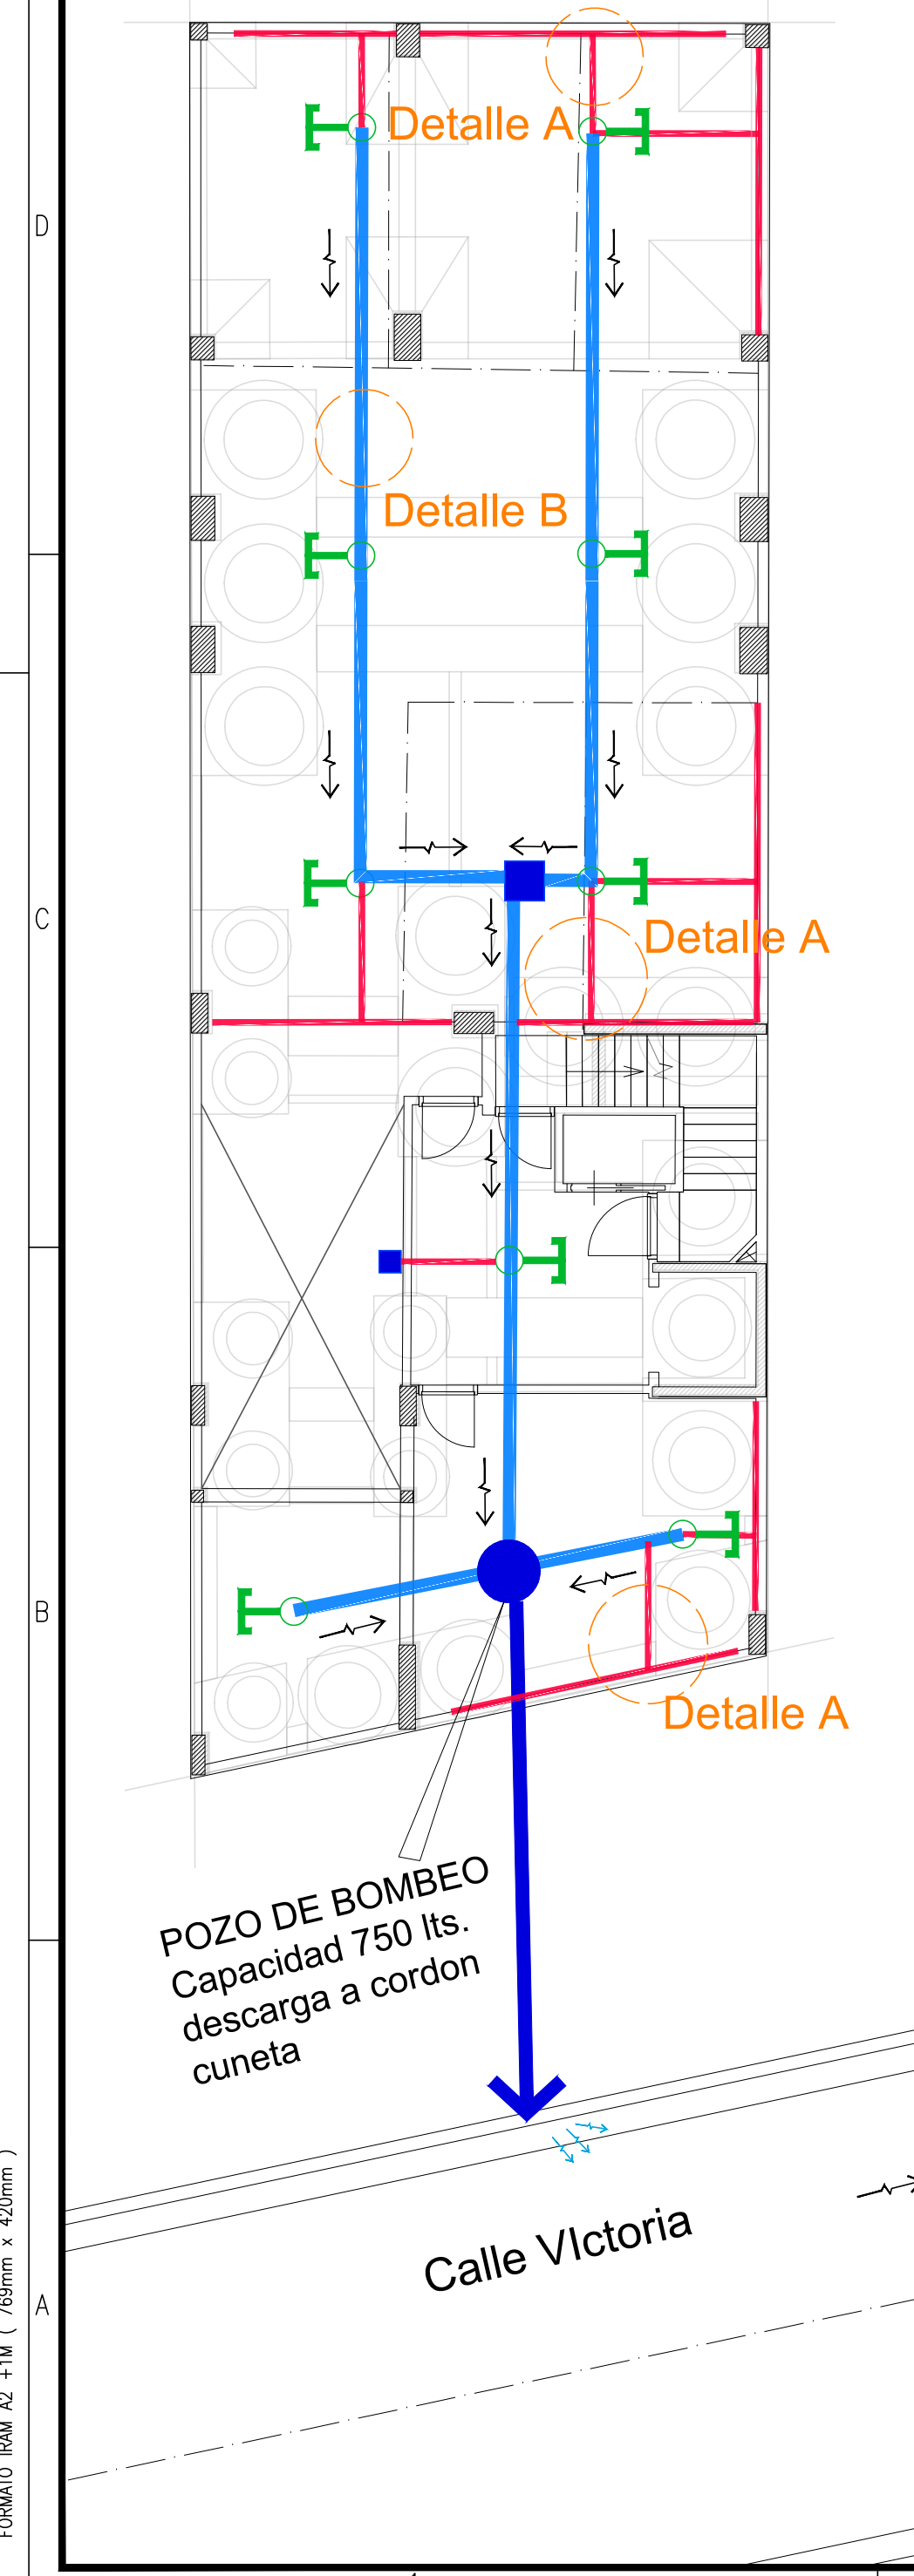 Detalle A
D
Detalle B
C
Detalle A
B
Detalle A
POZO DE BOMBEO
Capacidad 750 lts.
descarga a cordon
cuneta
Calle VIctoria
A
FORMATO IRAM A2 +1M ( 769mm x 420mm )